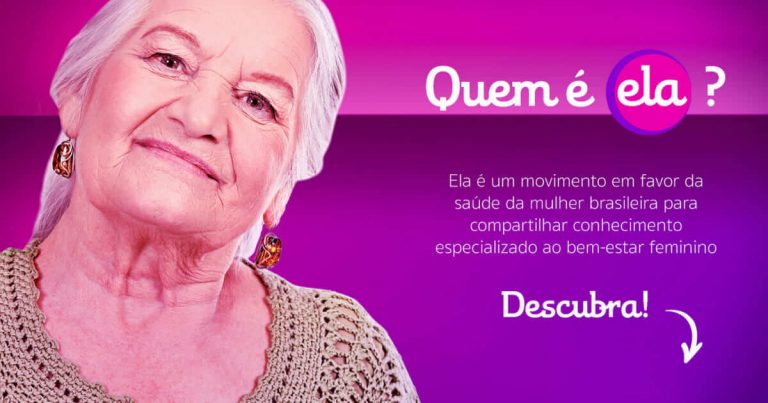 Quem é ela ?
Ela é um movimento em favor da
saúde da mulher brasileira para
compartilhar conhecimento
especializado ao bem-estar feminino
Descubra!